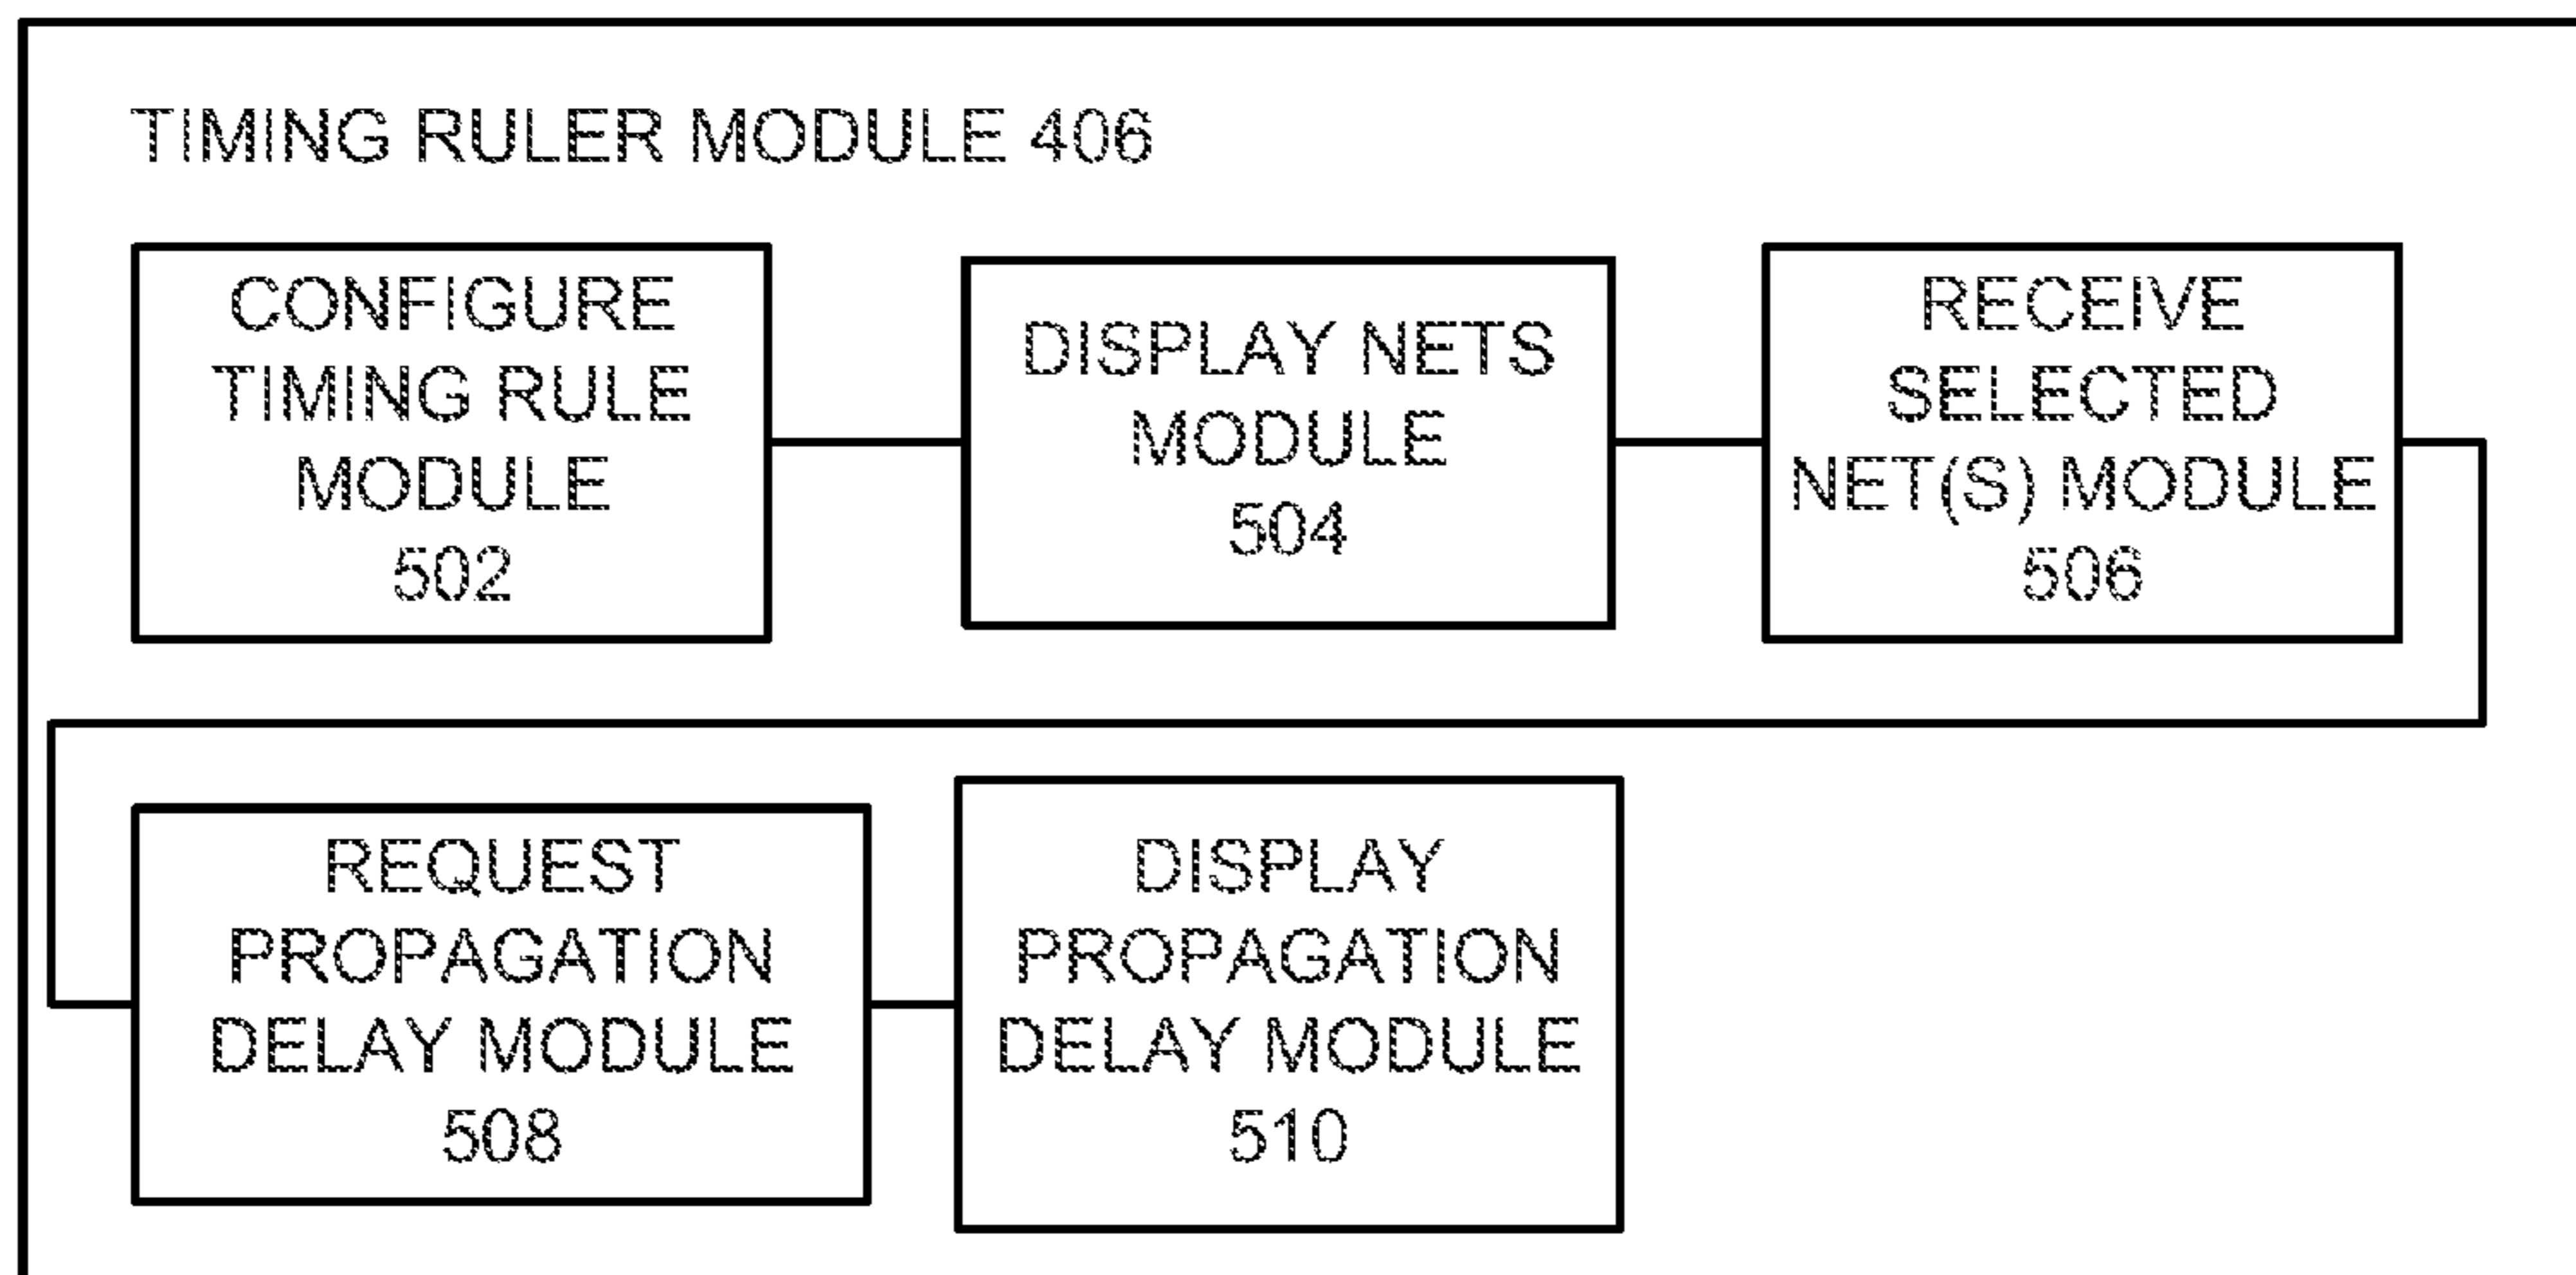 TIMING RULER MODULE 406
CONFIGURE
TIMING RULE
MODULE
502
DISPLAY NETS
MODULE
504
RECEIVE
SELECTED
NET(S) MODULE
506
REQUEST
PROPAGATION
DELAY MODULE
508
DISPLAY
PROPAGATION
DELAY MODULE
510